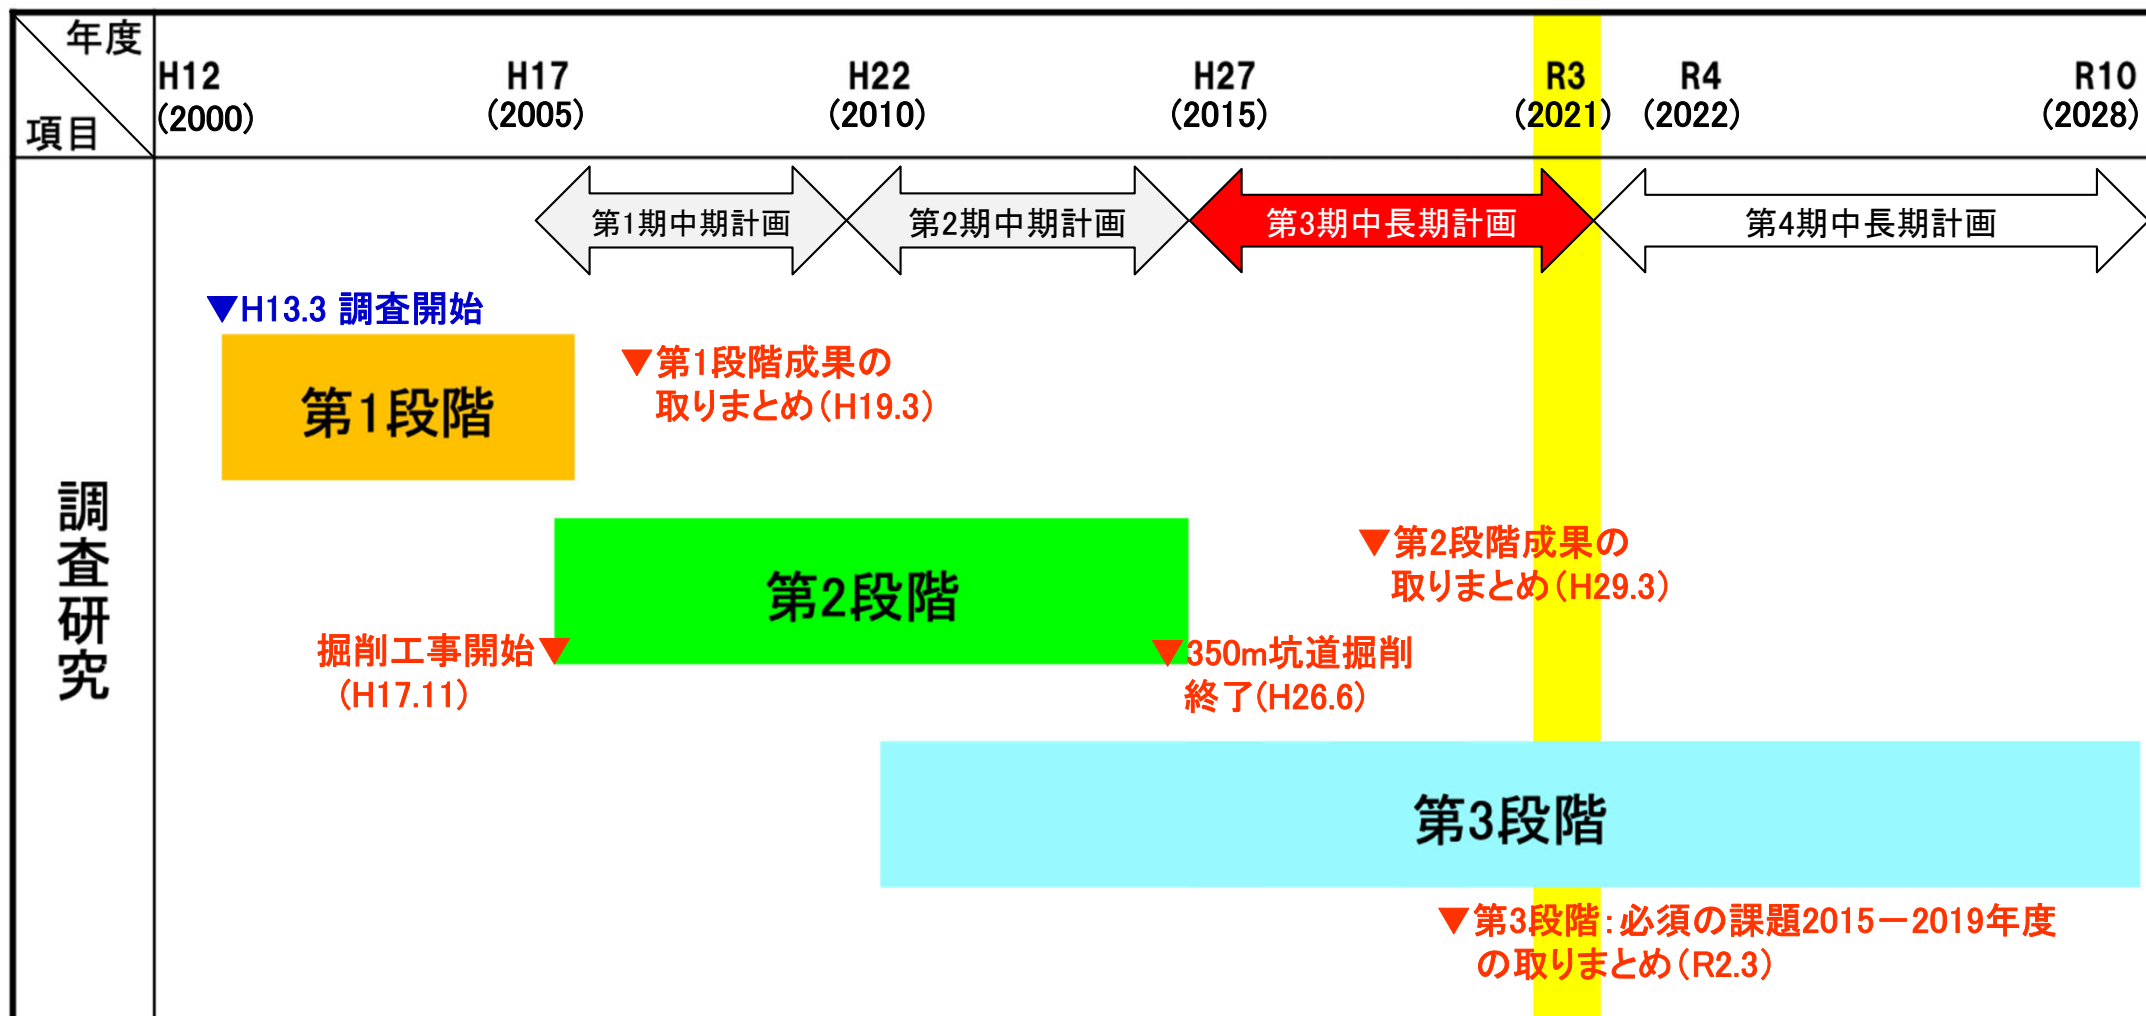 年度
項目
H12
(2000)
H17
(2005)
H22
(2010)
H27
(2015)
R3
(2021)
R4
(2022)
R10
(2028)
第1期中期計画
第2期中期計画
第3期中長期計画
第4期中長期計画
調査研究
▼H13.3 調査開始
第1段階
▼第1段階成果の
取りまとめ(H19.3)
第2段階
▼第2段階成果の
取りまとめ(H29.3)
掘削工事開始▼
(H17.11)
▼350m坑道掘削
終了(H26.6)
第3段階
▼第3段階:必須の課題2015－2019年度
の取りまとめ(R2.3)